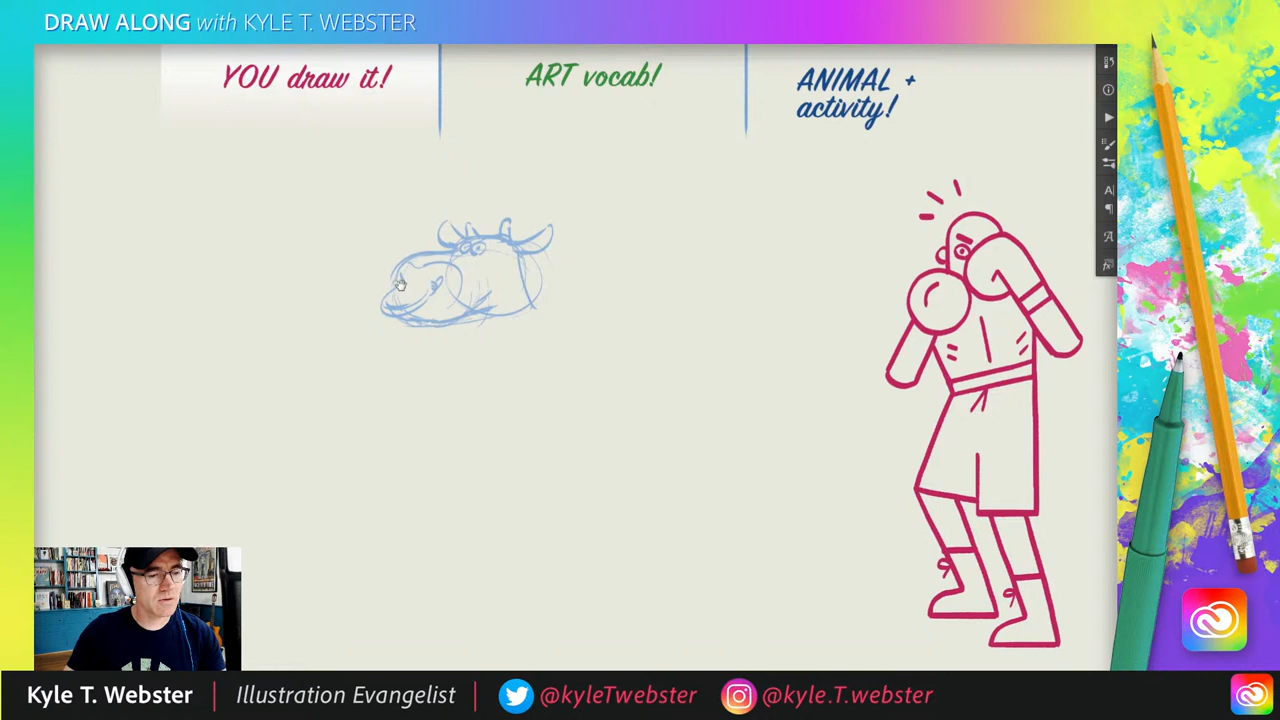 DRAW ALONG with KYLE T. WEBSTER
YOU draw it!
ART vocab!
ANIMAL +
activity!
Kyle T. Webster | Illustration Evangelist | @kyleTwebster @kyle.T.webster